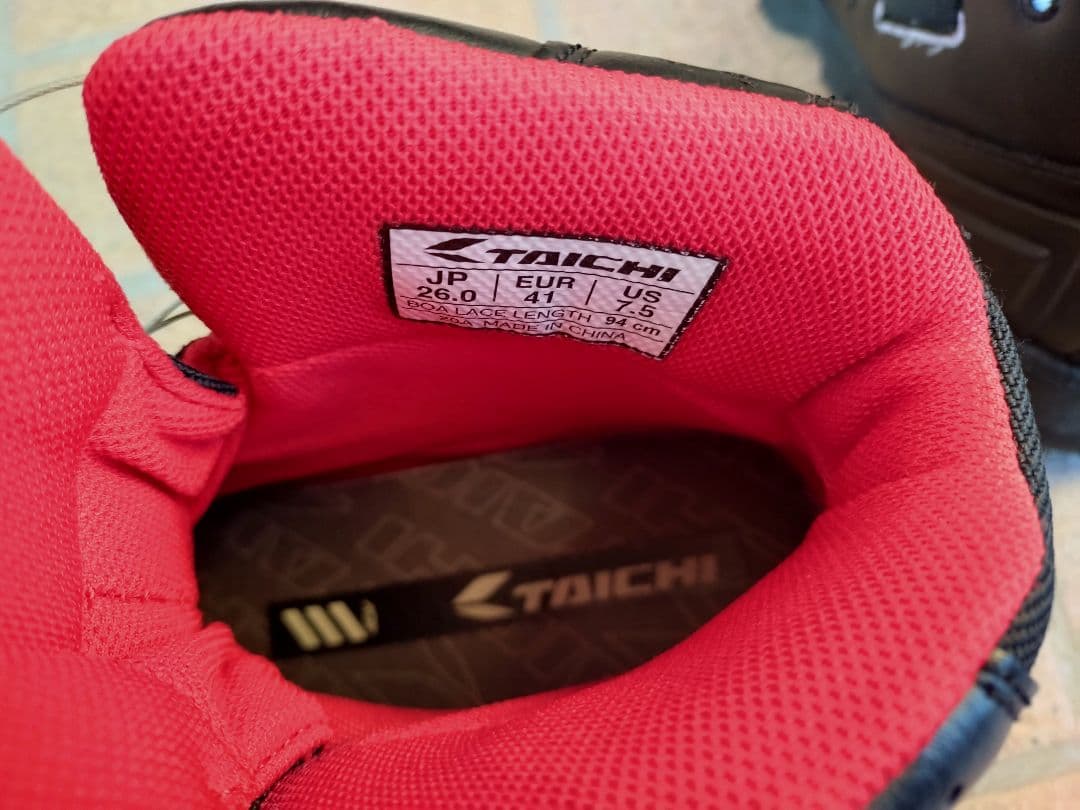 TAICHI
JP | EUR / US
26.0 | 41 / 7.5
BOA LACE LENGTH 94 cm
MADE IN CHINA
TAICHI